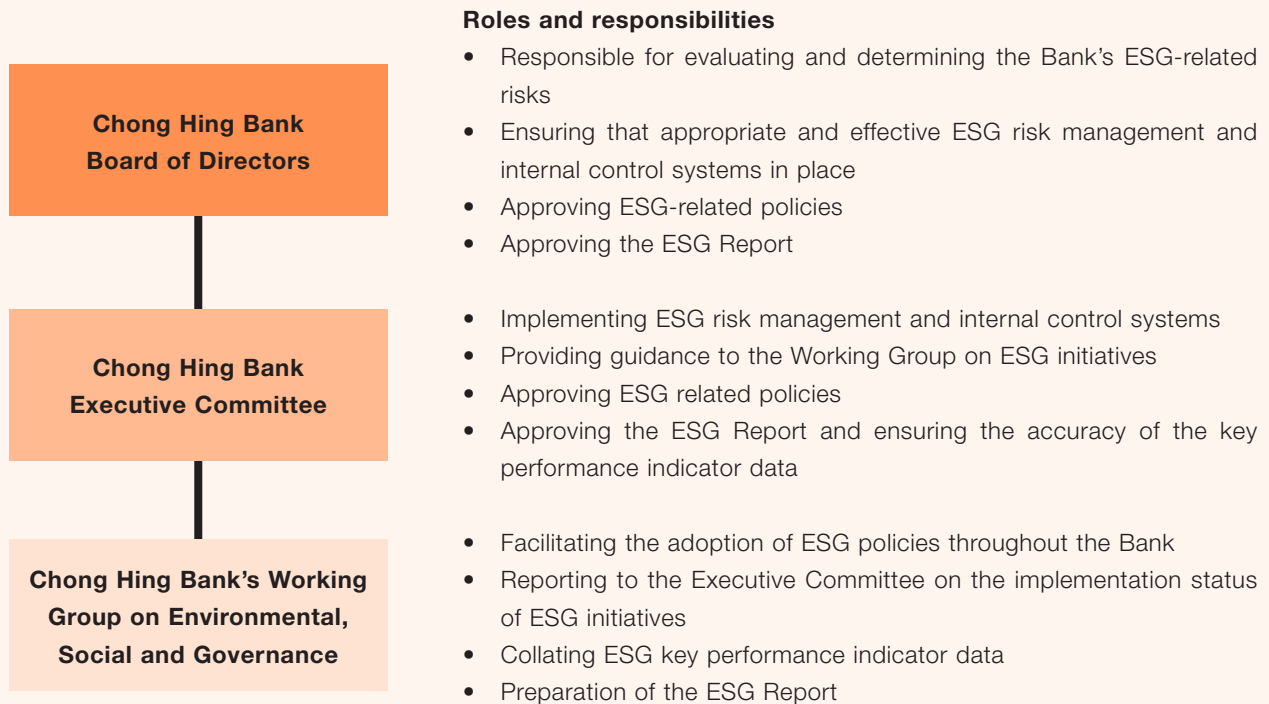 Roles and responsibilities
Chong Hing Bank
Board of Directors
• Responsible for evaluating and determining the Bank's ESG-related
risks
• Ensuring that appropriate and effective ESG risk management and
internal control systems in place
• Approving ESG-related policies
• Approving the ESG Report
Chong Hing Bank
Executive Committee
• Implementing ESG risk management and internal control systems
• Providing guidance to the Working Group on ESG initiatives
• Approving ESG related policies
• Approving the ESG Report and ensuring the accuracy of the key
performance indicator data
Chong Hing Bank's Working
Group on Environmental,
Social and Governance
• Facilitating the adoption of ESG policies throughout the Bank
• Reporting to the Executive Committee on the implementation status
of ESG initiatives
• Collating ESG key performance indicator data
• Preparation of the ESG Report